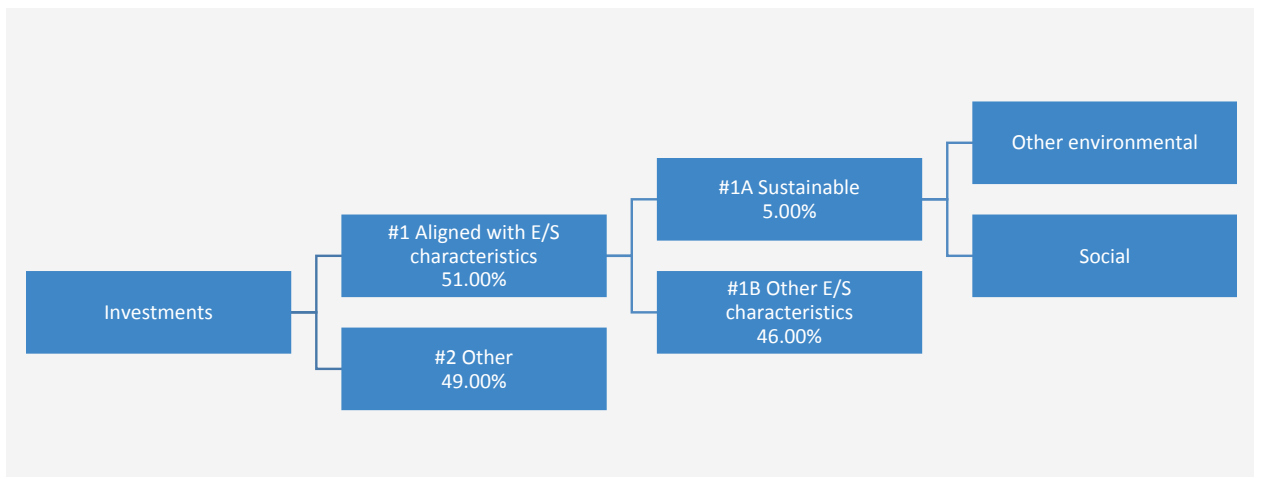 Investments
#1 Aligned with E/S
characteristics
51.00%
#2 Other
49.00%
#1A Sustainable
5.00%
#1B Other E/S
characteristics
46.00%
Other environmental
Social